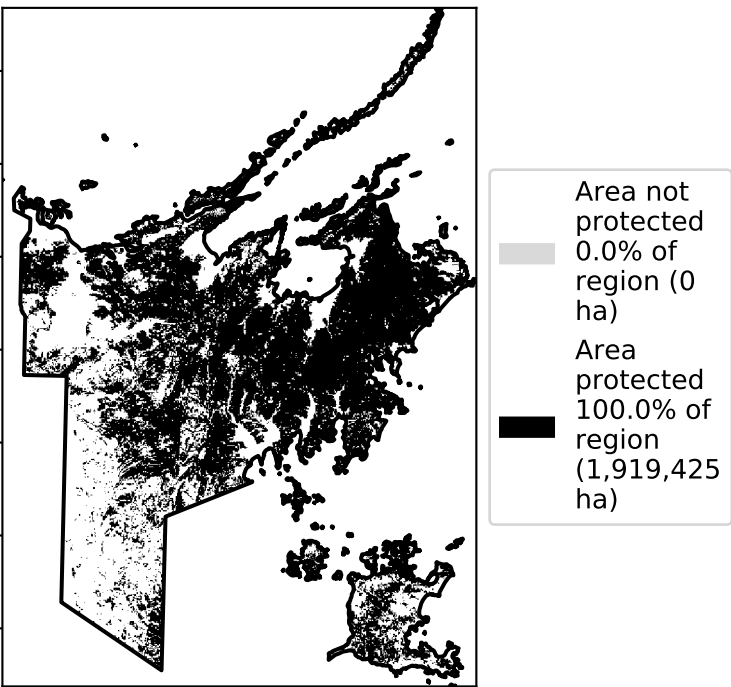 Area not
protected
0.0% of
region (0
ha)
Area
protected
100.0% of
region
(1,919,425
ha)